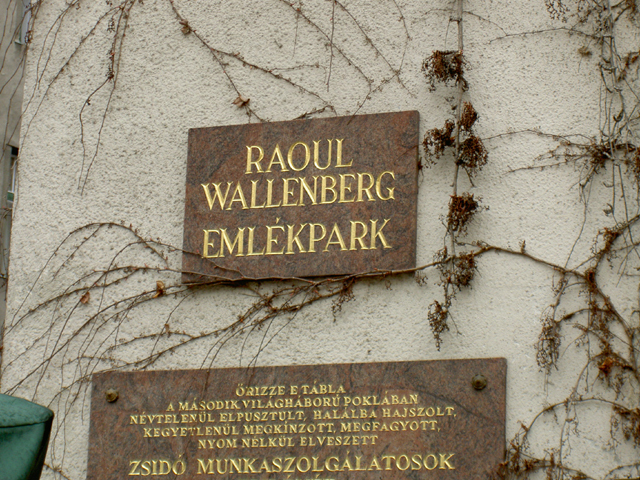 RAOUL
WALLENBERG
EMLÉKPARK
ŐRIZZE E TÁBLA
A MÁSODIK VILÁGHÁBORÚ POKLÁBAN
NÉVTELENÜL ELPUSZTULT, HALÁLBA HAJSZOLT,
KEGYETLENÜL MEGKÍNZOTT, MEGFAGYOTT,
NYOM NÉLKÜL ELVESZETT
ZSIDÓ MUNKASZOLGÁLATOSOK